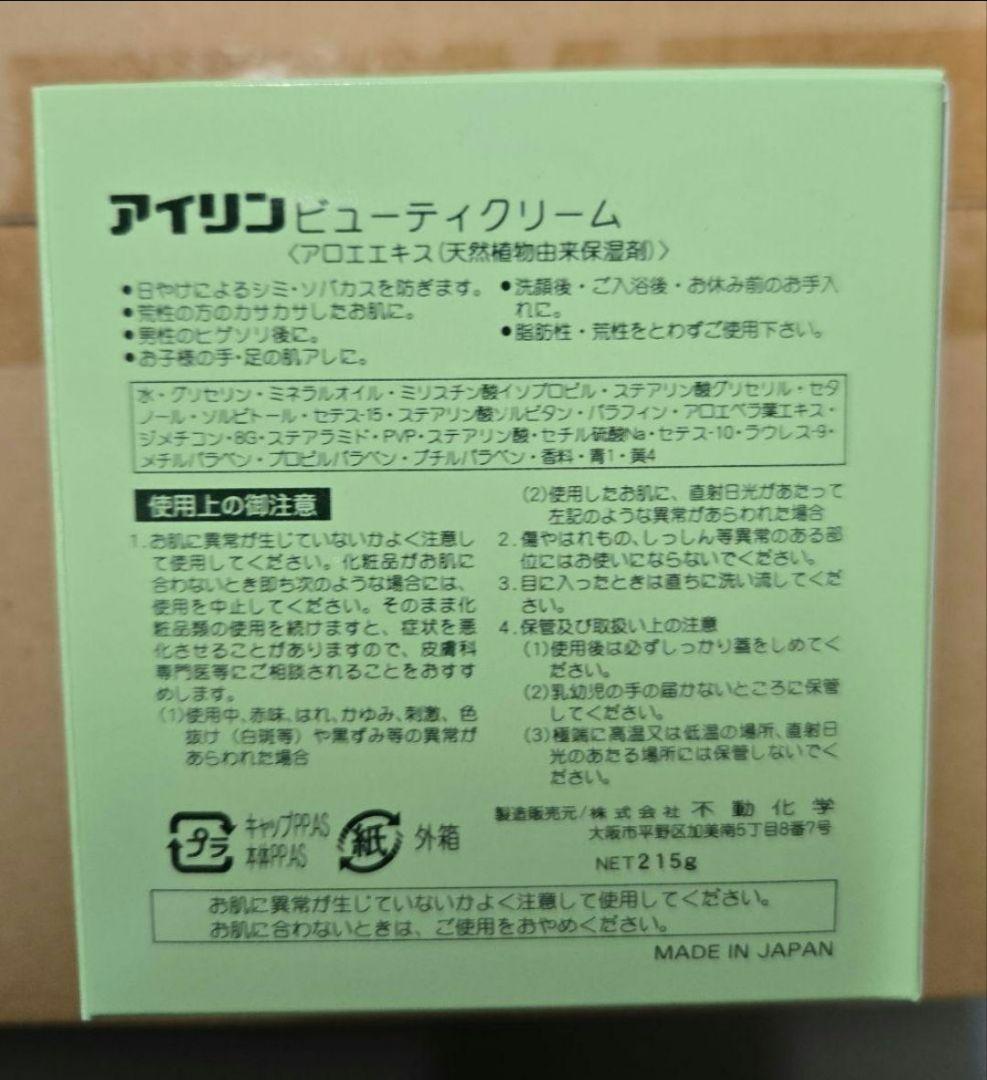 アイリンビューティクリーム
〈アロエエキス(天然植物由来保湿剤)〉
●日やけによるシミ・ソバカスを防ぎます。
●荒性の方のカサカサしたお肌に。
●男性のヒゲソリ後に。
●お子様の手・足の肌アレに。
●洗顔後・ご入浴後・お休み前のお手入
れに。
●脂肪性・荒性をとわずご使用下さい。
水・グリセリン・ミネラルオイル・ミリスチン酸イソプロピル・ステアリン酸グリセリル・セタ
ノール・ソルビトール・セテス-15・ステアリン酸ソルビタン・パラフィン・アロエベラ葉エキス・
ジメチコン・BG・ステアラミド・PVP・ステアリン酸・セチル硫酸Na・セテス-10・ラウレス-9・
メチルパラベン・プロピルパラベン・ブチルパラベン・香料・青1・黄4
使用上の御注意
1.お肌に異常が生じていないかよく注意し
て使用してください。化粧品がお肌に
合わないとき即ち次のような場合には、
使用を中止してください。そのまま化
粧品類の使用を続けますと、症状を悪
化させることがありますので、皮膚科
専門医等にご相談されることをおすす
めします。
(1)使用中、赤味、はれ、かゆみ、刺激、色
抜け(白斑等)や黒ずみ等の異常が
あらわれた場合
(2)使用したお肌に、直射日光があたって
左記のような異常があらわれた場合
2.傷やはれもの、しっしん等異常のある部
位にはお使いにならないでください。
3.目に入ったときは直ちに洗い流してくだ
さい。
4.保管及び取扱い上の注意
(1)使用後は必ずしっかり蓋をしめてく
ださい。
(2)乳幼児の手の届かないところに保管
してください。
(3)極端に高温又は低温の場所、直射日
光のあたる場所には保管しないでく
ださい。
プラ
キャップPP.AS
本体PP.AS
紙
外箱
製造販売元/株式会社 不動化学
大阪市平野区加美南5丁目8番7号
NET215g
お肌に異常が生じていないかよく注意して使用してください。
お肌に合わないときは、ご使用をおやめください。
MADE IN JAPAN